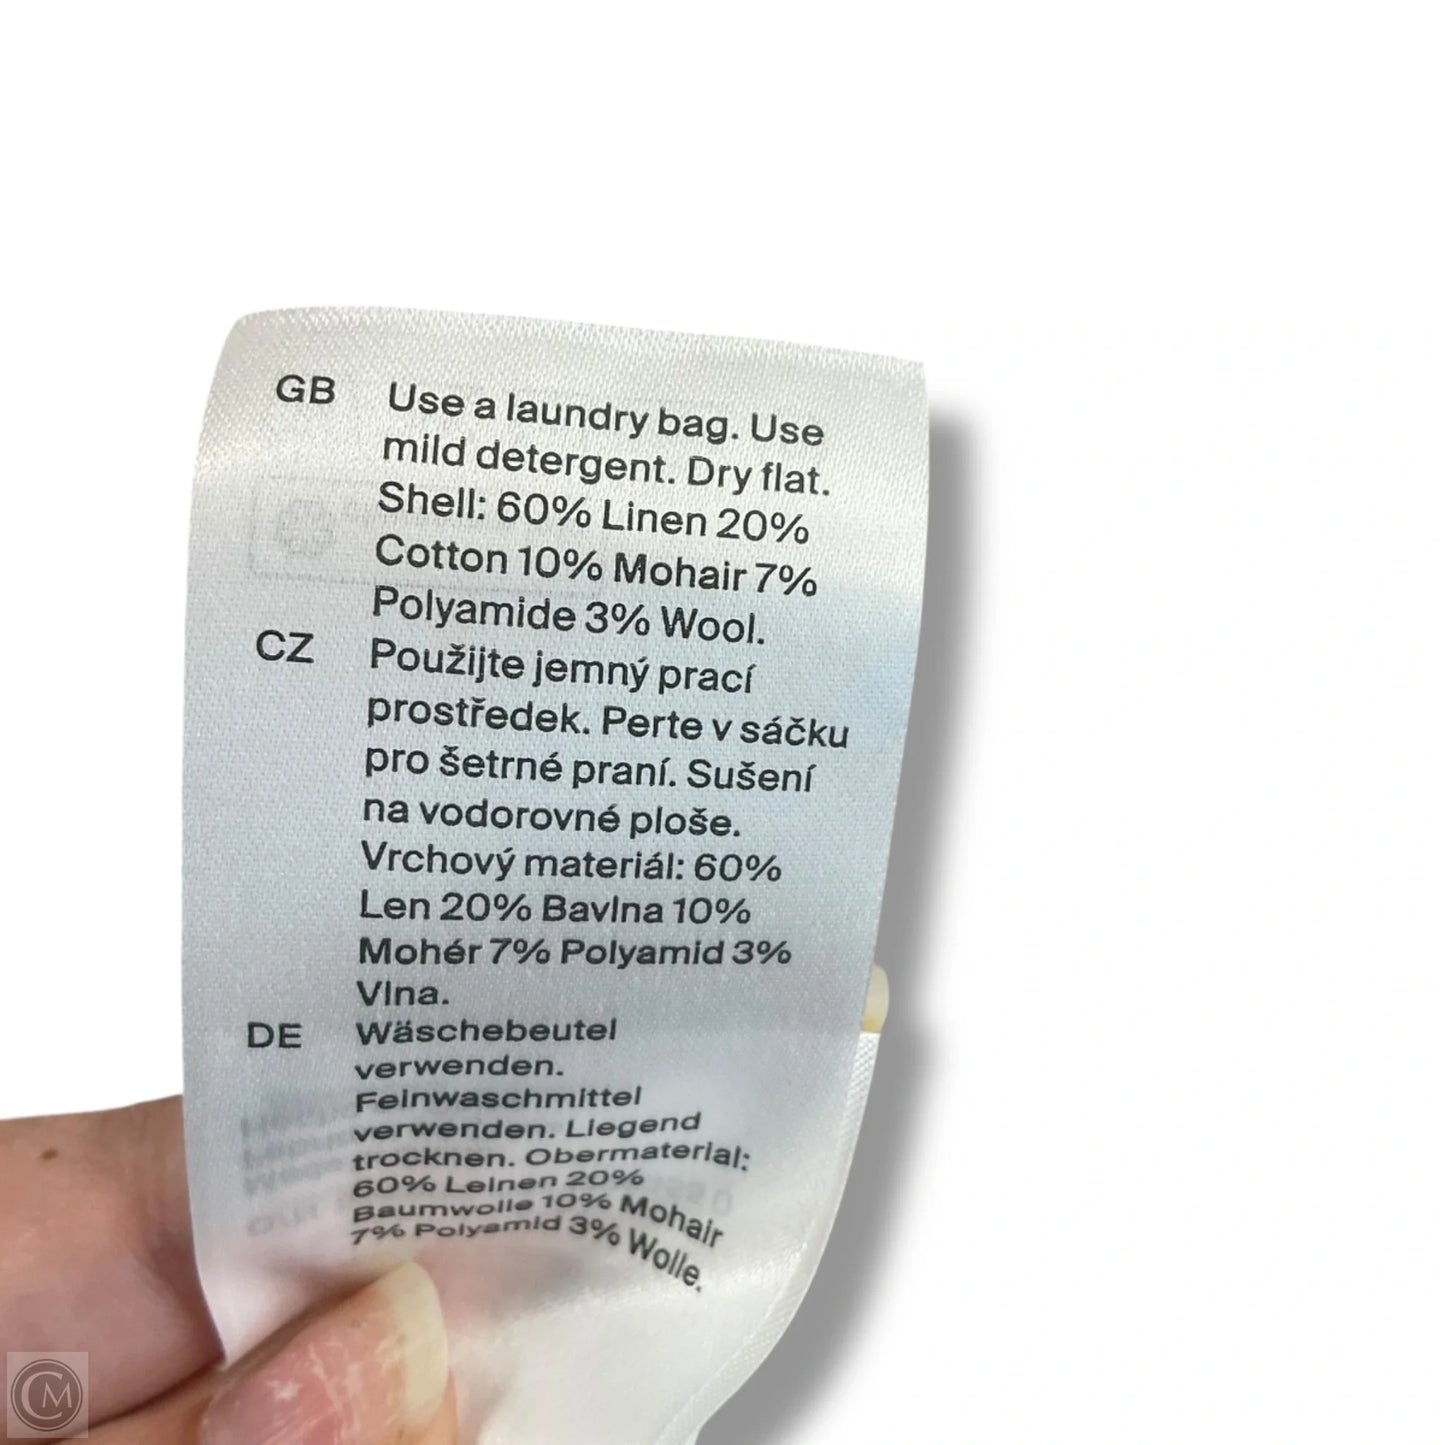 GB Use a laundry bag. Use
mild detergent. Dry flat.
Shell: 60% Linen 20%
Cotton 10% Mohair 7%
Polyamide 3% Wool.
CZ Použijte jemný prací
prostředek. Perte v sáčku
pro šetrné praní. Sušení
na vodorovné ploše.
Vrchový materiál: 60%
Len 20% Bavlna 10%
Mohér 7% Polyamid 3%
Vlna.
DE Wäschebeutel
verwenden.
Feinwaschmittel
verwenden. Liegend
trocknen. Obermaterial:
60% Leinen 20%
Baumwolle 10% Mohair
7% Polyamid 3% Wolle.
CM